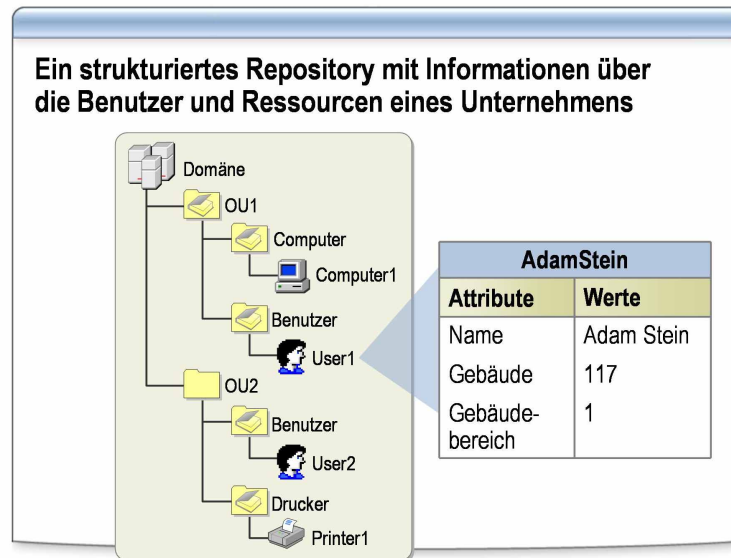 Ein strukturiertes Repository mit Informationen über
die Benutzer und Ressourcen eines Unternehmens
Domäne
OU1
Computer
Computer1
Benutzer
User1
OU2
Benutzer
User2
Drucker
Printer1
AdamStein
Attribute Werte
Name Adam Stein
Gebäude 117
Gebäude- 1
bereich